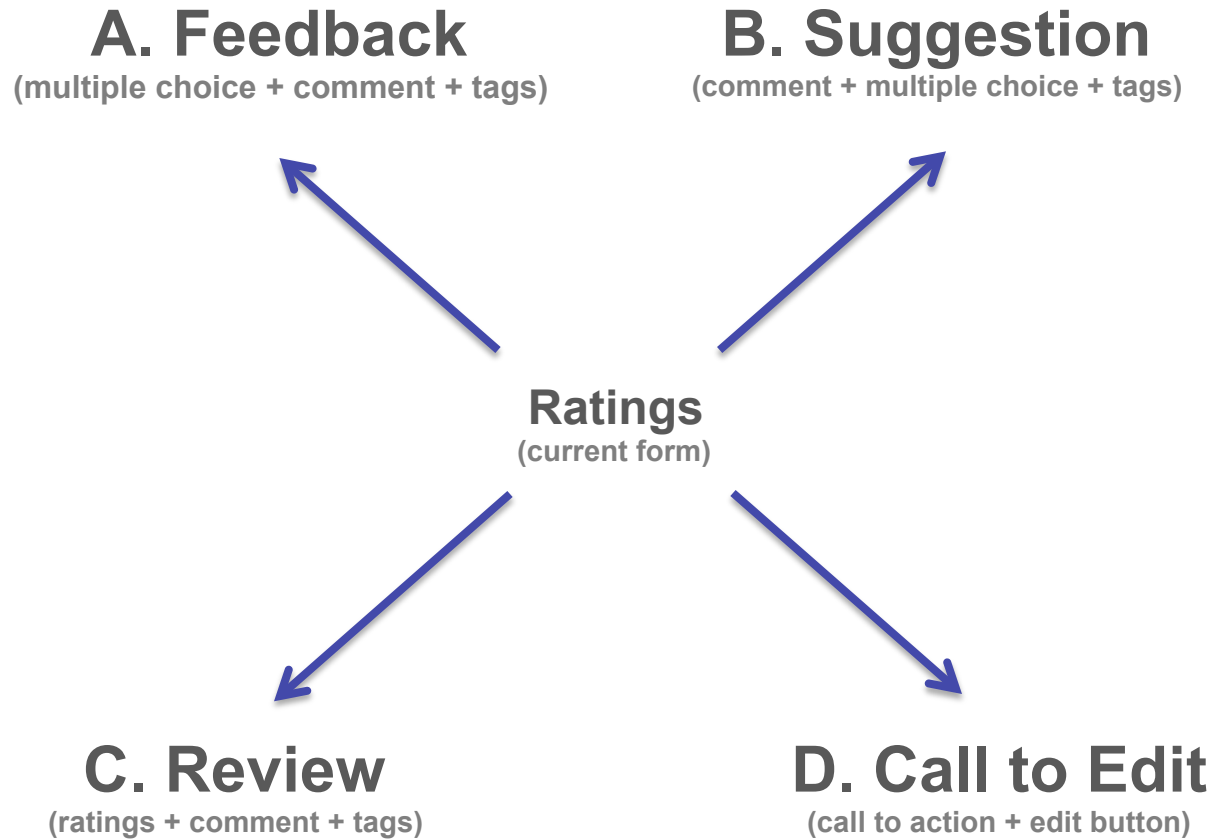 A. Feedback
(multiple choice + comment + tags)
B. Suggestion
(comment + multiple choice + tags)
Ratings
(current form)
C. Review
(ratings + comment + tags)
D. Call to Edit
(call to action + edit button)